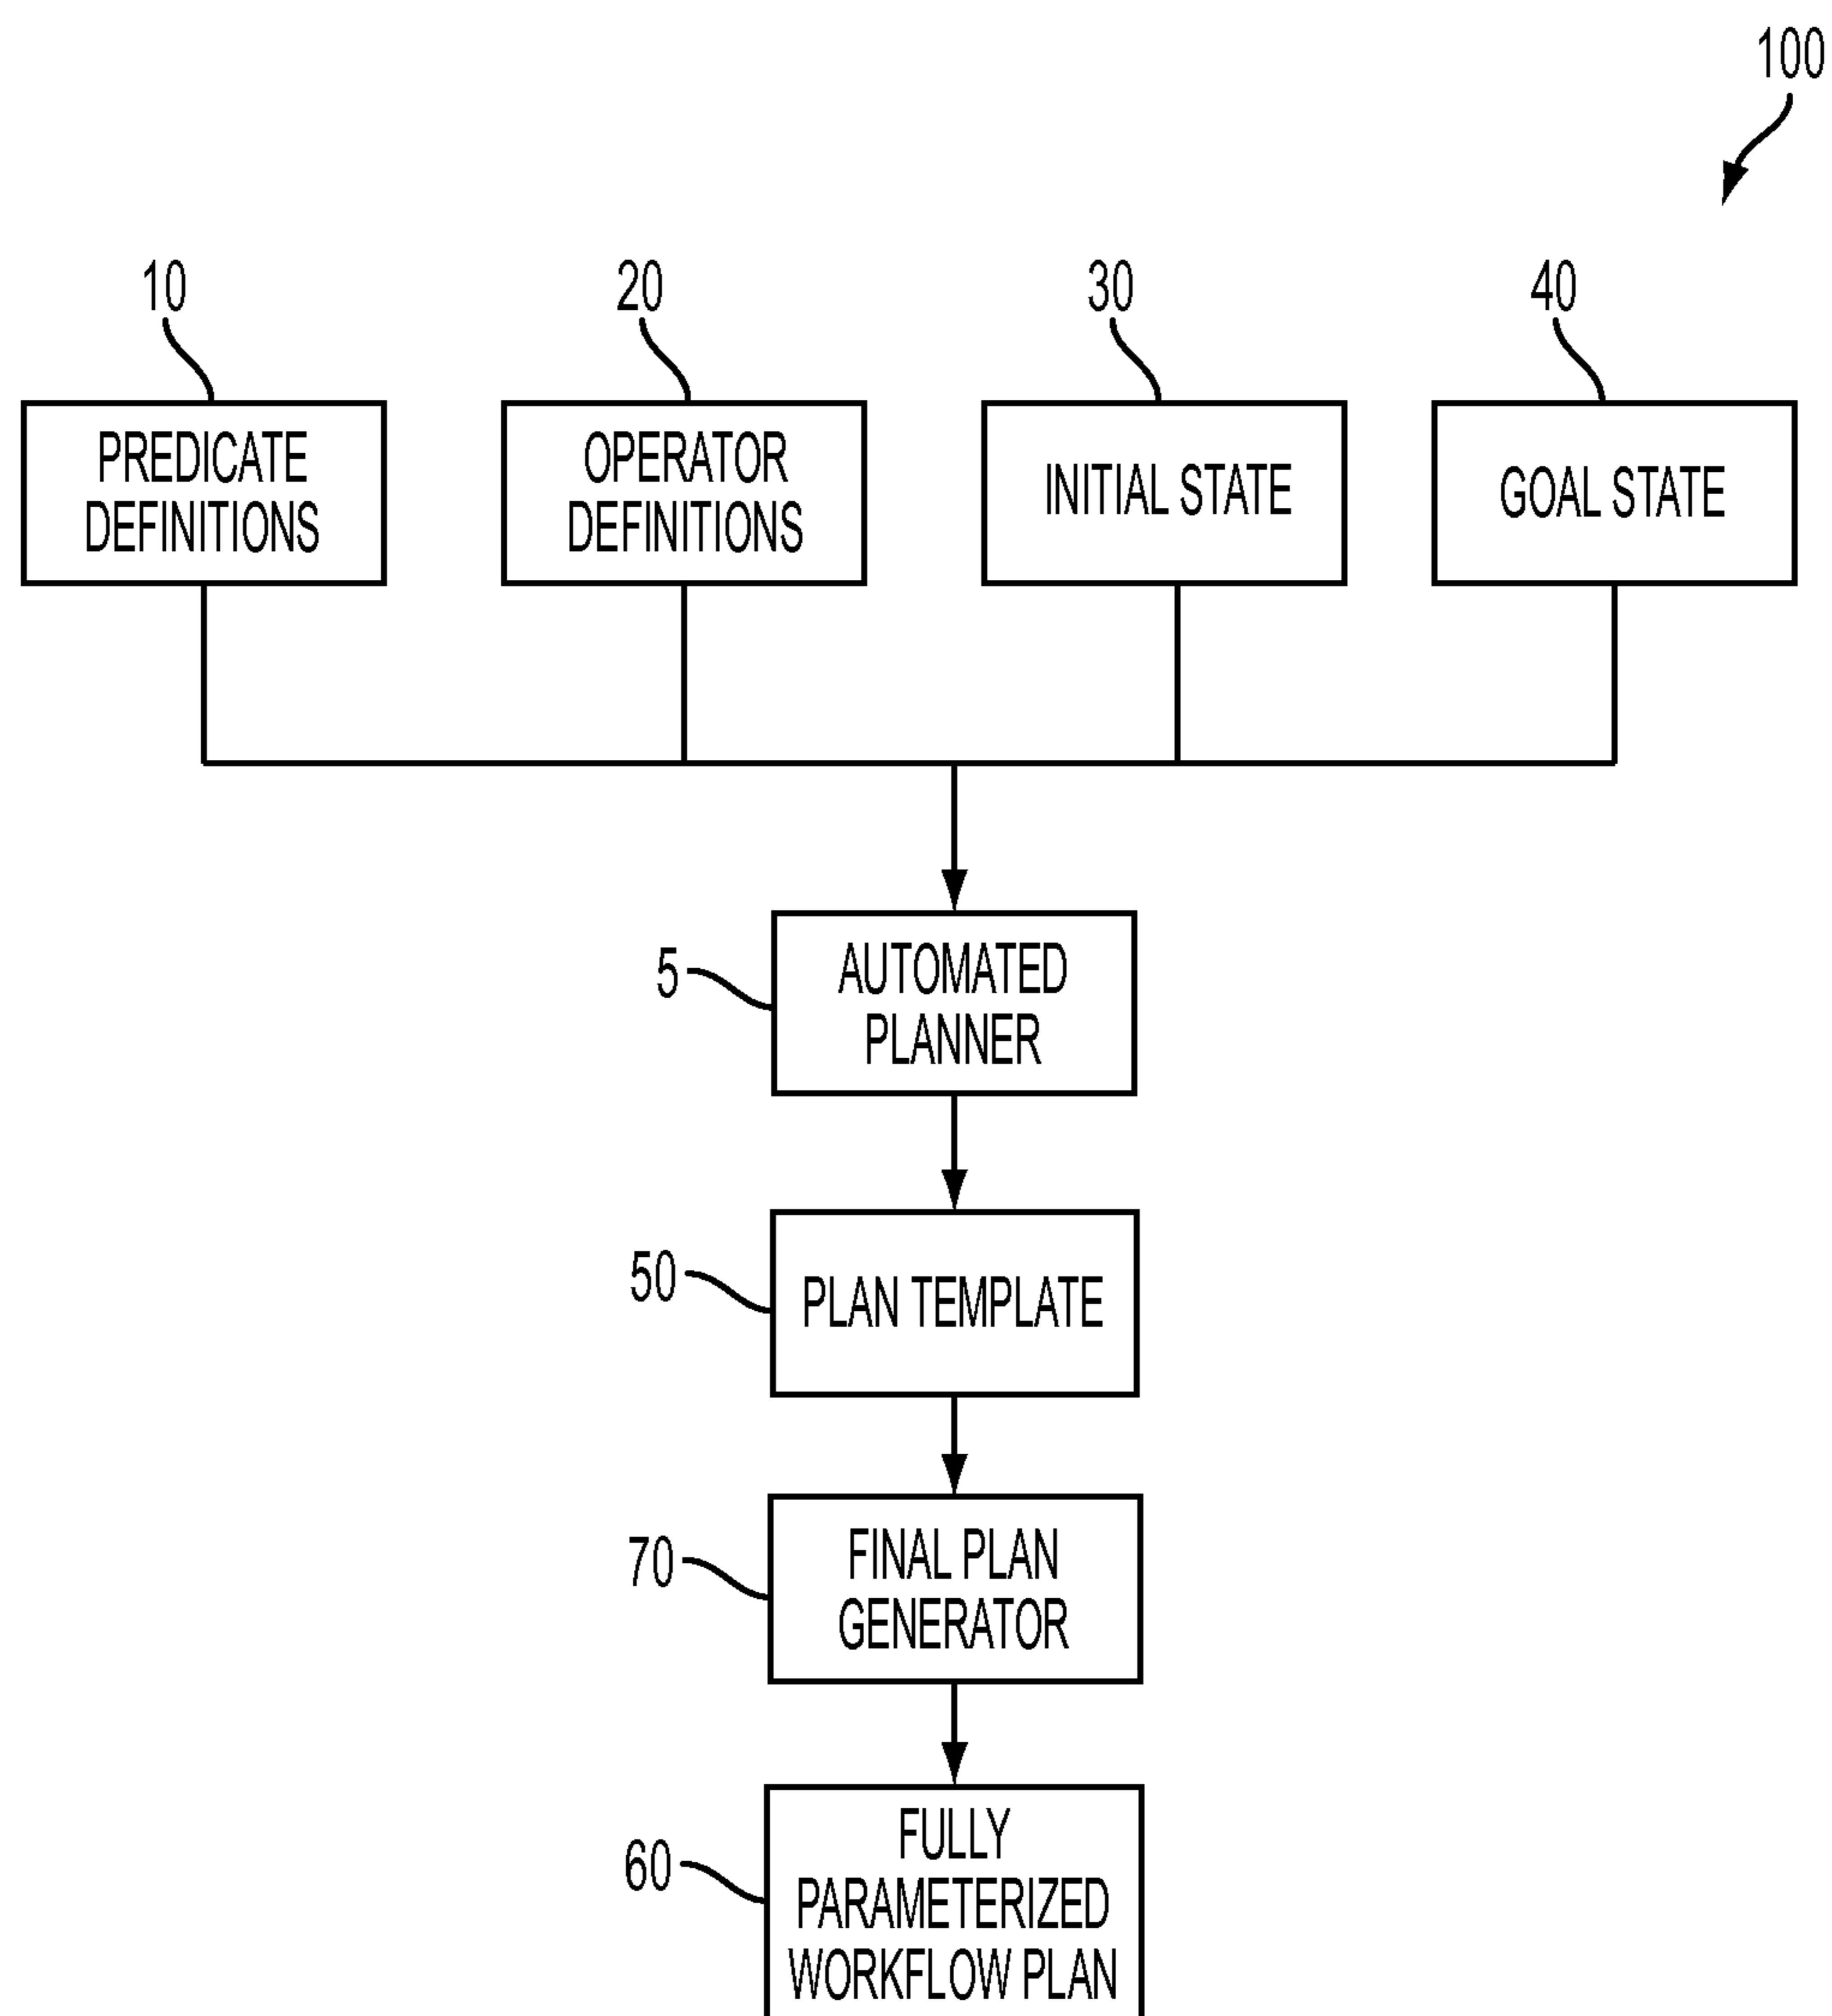 100
10
20
30
40
PREDICATE
DEFINITIONS
OPERATOR
DEFINITIONS
INITIAL STATE
GOAL STATE
5
AUTOMATED
PLANNER
50
PLAN TEMPLATE
70
FINAL PLAN
GENERATOR
60
FULLY
PARAMETERIZED
WORKFLOW PLAN